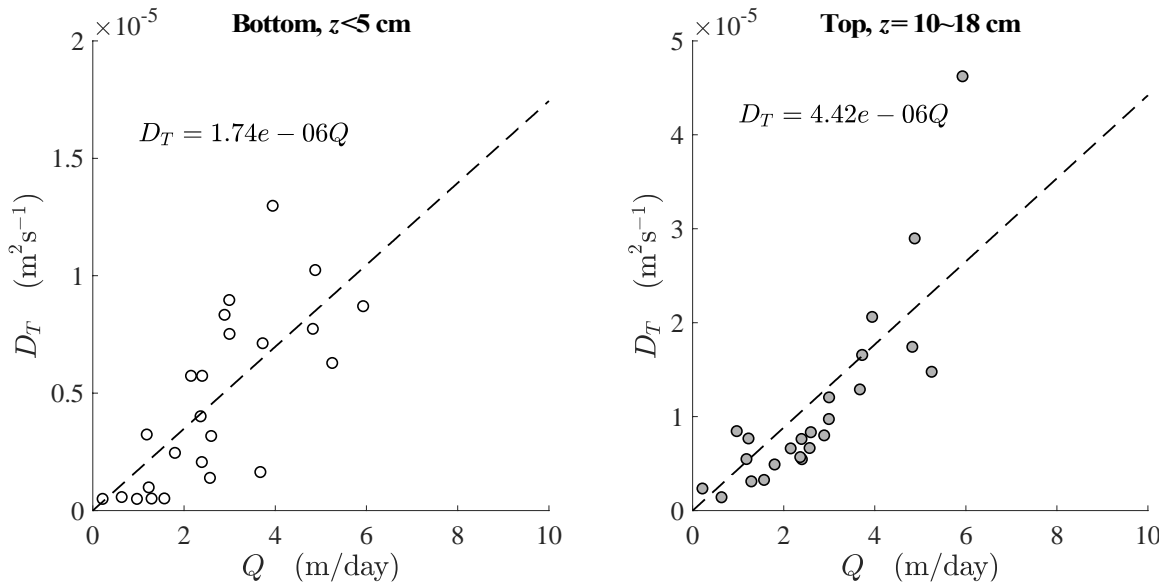 Bottom, z<5 cm
×10⁻⁵
2
1.5
1
0.5
0
D_T = 1.74e − 06Q
D_T (m² s⁻¹)
0 2 4 6 8 10
Q (m/day)
Top, z= 10~18 cm
×10⁻⁵
5
4
3
2
1
0
D_T = 4.42e − 06Q
D_T (m² s⁻¹)
0 2 4 6 8 10
Q (m/day)